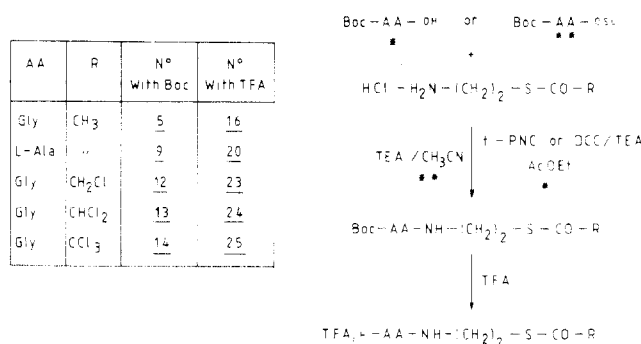 AA R N° With Boc N° With TFA
Gly CH₃ 5 16
L-Ala 〃 9 20
Gly CH₂Cl 12 23
Gly CHCl₂ 13 24
Gly CCl₃ 14 25
Boc-AA-OH or Boc-AA-OSu
* **
+
HCl-H₂N-(CH₂)₂-S-CO-R
TEA/CH₃CN
**
t-PNC or DCC/TEA
AcOEt
*
Boc-AA-NH-(CH₂)₂-S-CO-R
TFA
TFA,H-AA-NH-(CH₂)₂-S-CO-R